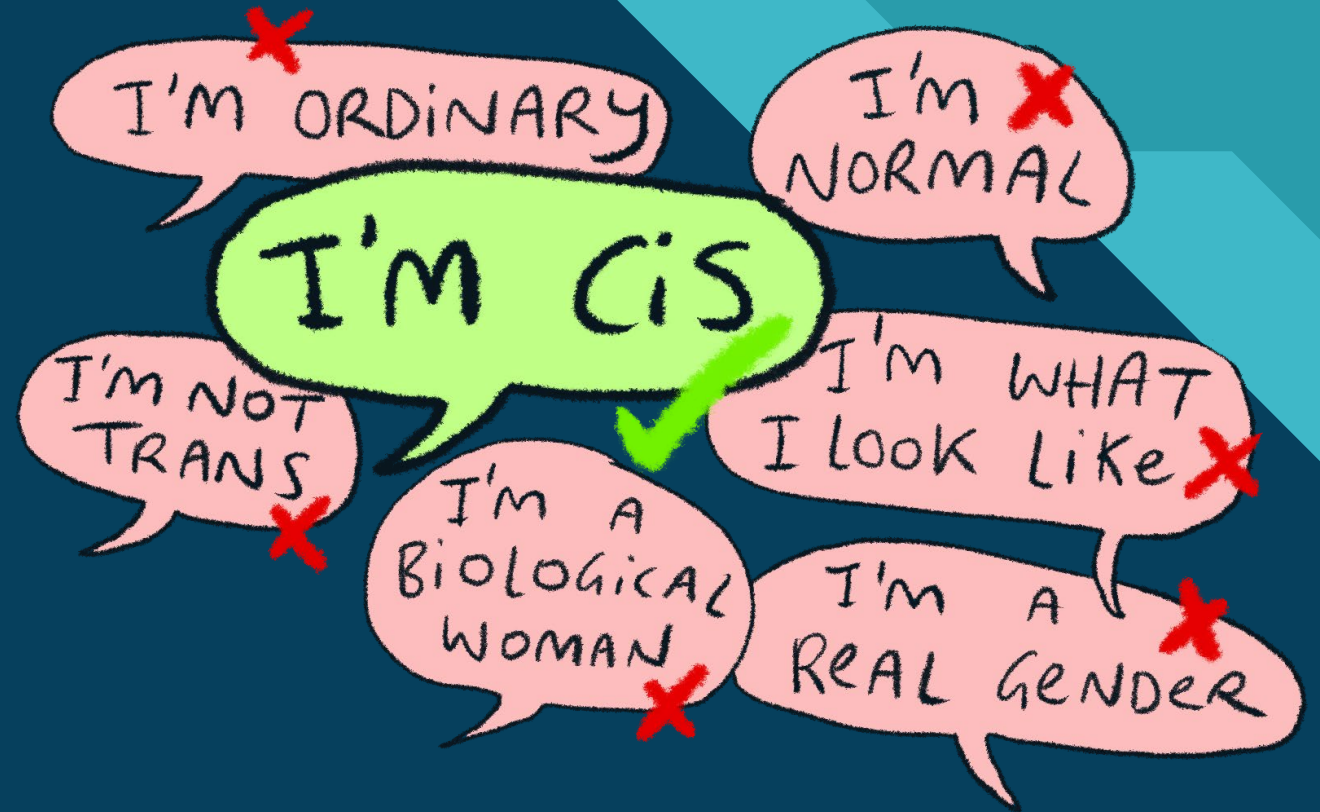 I'M ORDiNARY
I'M
NORMAL
I'M CiS
I'M NOT
TRANS
I'M WHAT
I LOOK LiKe
I'M A
BiOLOGiCAL
WOMAN
I'M A
ReAL GeNDeR